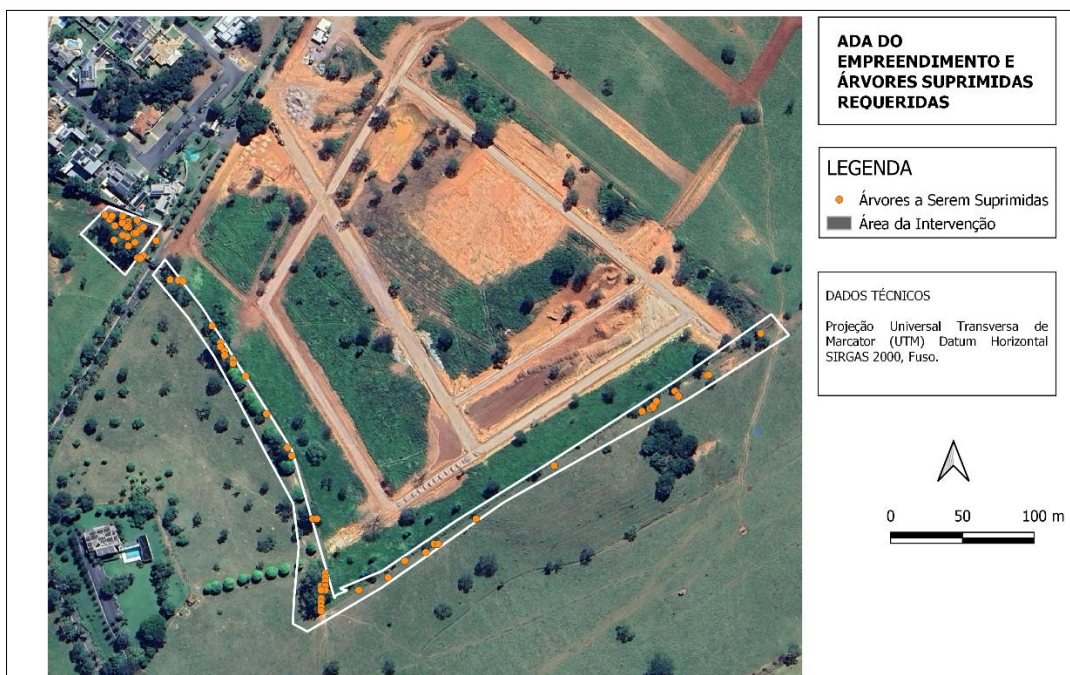 ADA DO
EMPREENDIMENTO E
ÁRVORES SUPRIMIDAS
REQUERIDAS
LEGENDA
Árvores a Serem Suprimidas
Área da Intervenção
DADOS TÉCNICOS
Projeção Universal Transversa de
Marcator (UTM) Datum Horizontal
SIRGAS 2000, Fuso.
0 50 100 m